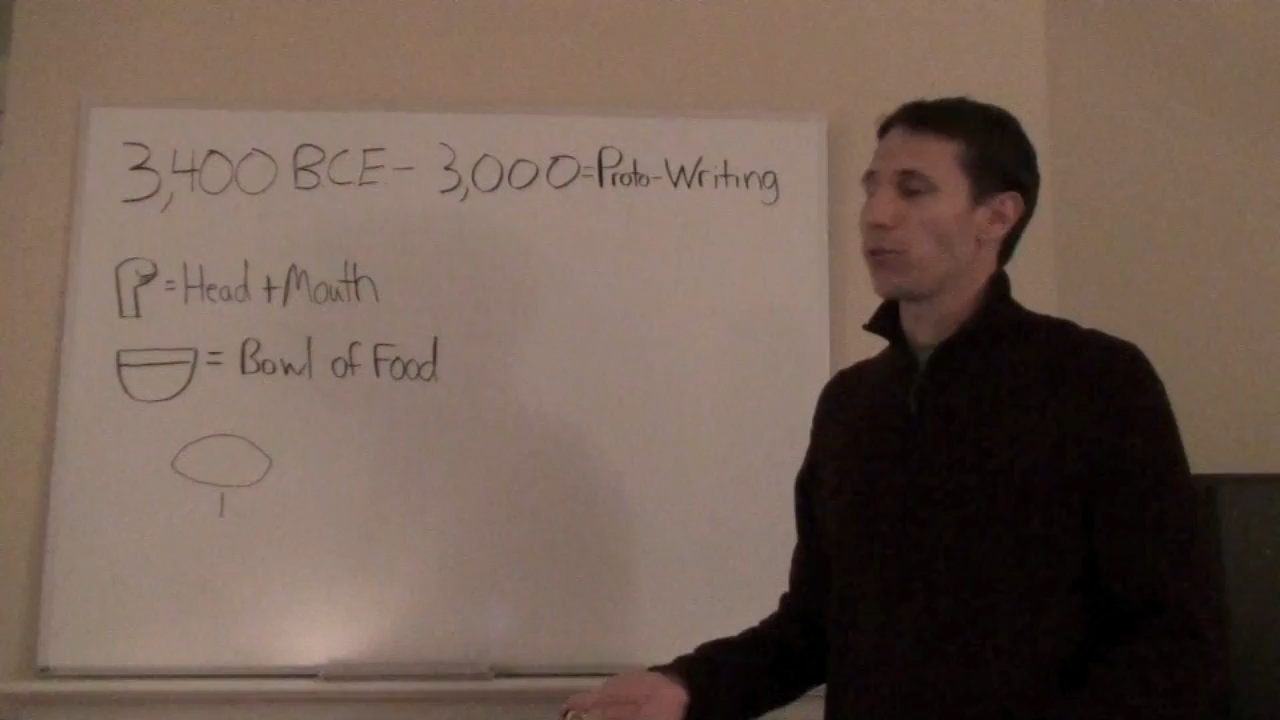 3,400 BCE - 3,000=Proto-Writing
=Head+Mouth
= Bowl of Food